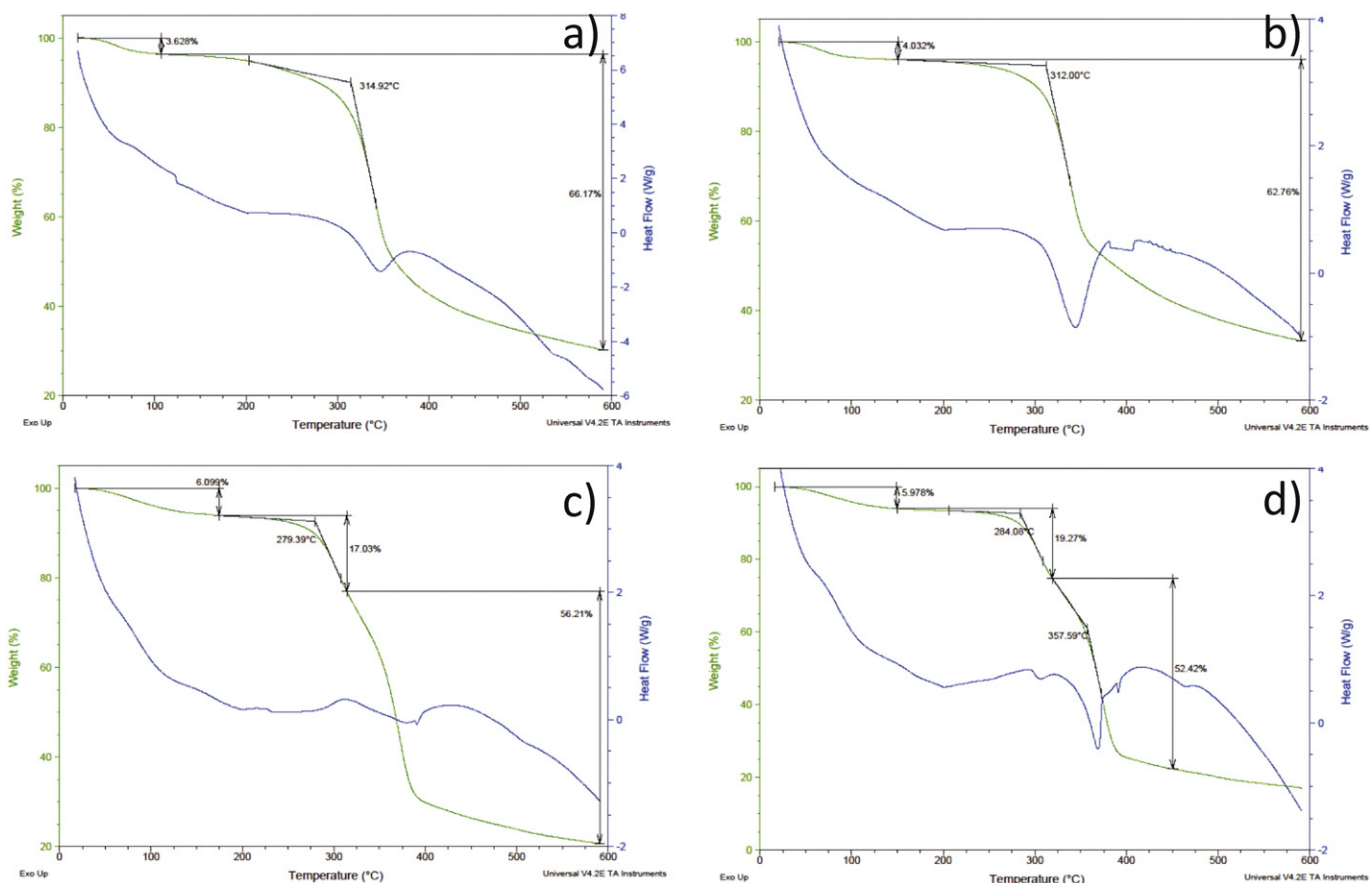 a)
3.628%
314.92°C
66.17%
100
80
60
40
20
Weight (%)
8
6
4
2
0
-2
-4
-6
Heat Flow (W/g)
0 100 200 300 400 500 600
Exo Up Temperature (°C) Universal V4.2E TA Instruments
b)
4.032%
312.00°C
62.76%
100
80
60
40
20
Weight (%)
4
2
0
-2
Heat Flow (W/g)
0 100 200 300 400 500 600
Exo Up Temperature (°C) Universal V4.2E TA Instruments
c)
6.099%
279.39°C
17.03%
56.21%
100
80
60
40
20
Weight (%)
4
2
0
-2
Heat Flow (W/g)
0 100 200 300 400 500 600
Exo Up Temperature (°C) Universal V4.2E TA Instruments
d)
5.978%
284.08°C
19.27%
357.59°C
52.42%
100
80
60
40
20
0
Weight (%)
4
2
0
-2
Heat Flow (W/g)
0 100 200 300 400 500 600
Exo Up Temperature (°C) Universal V4.2E TA Instruments